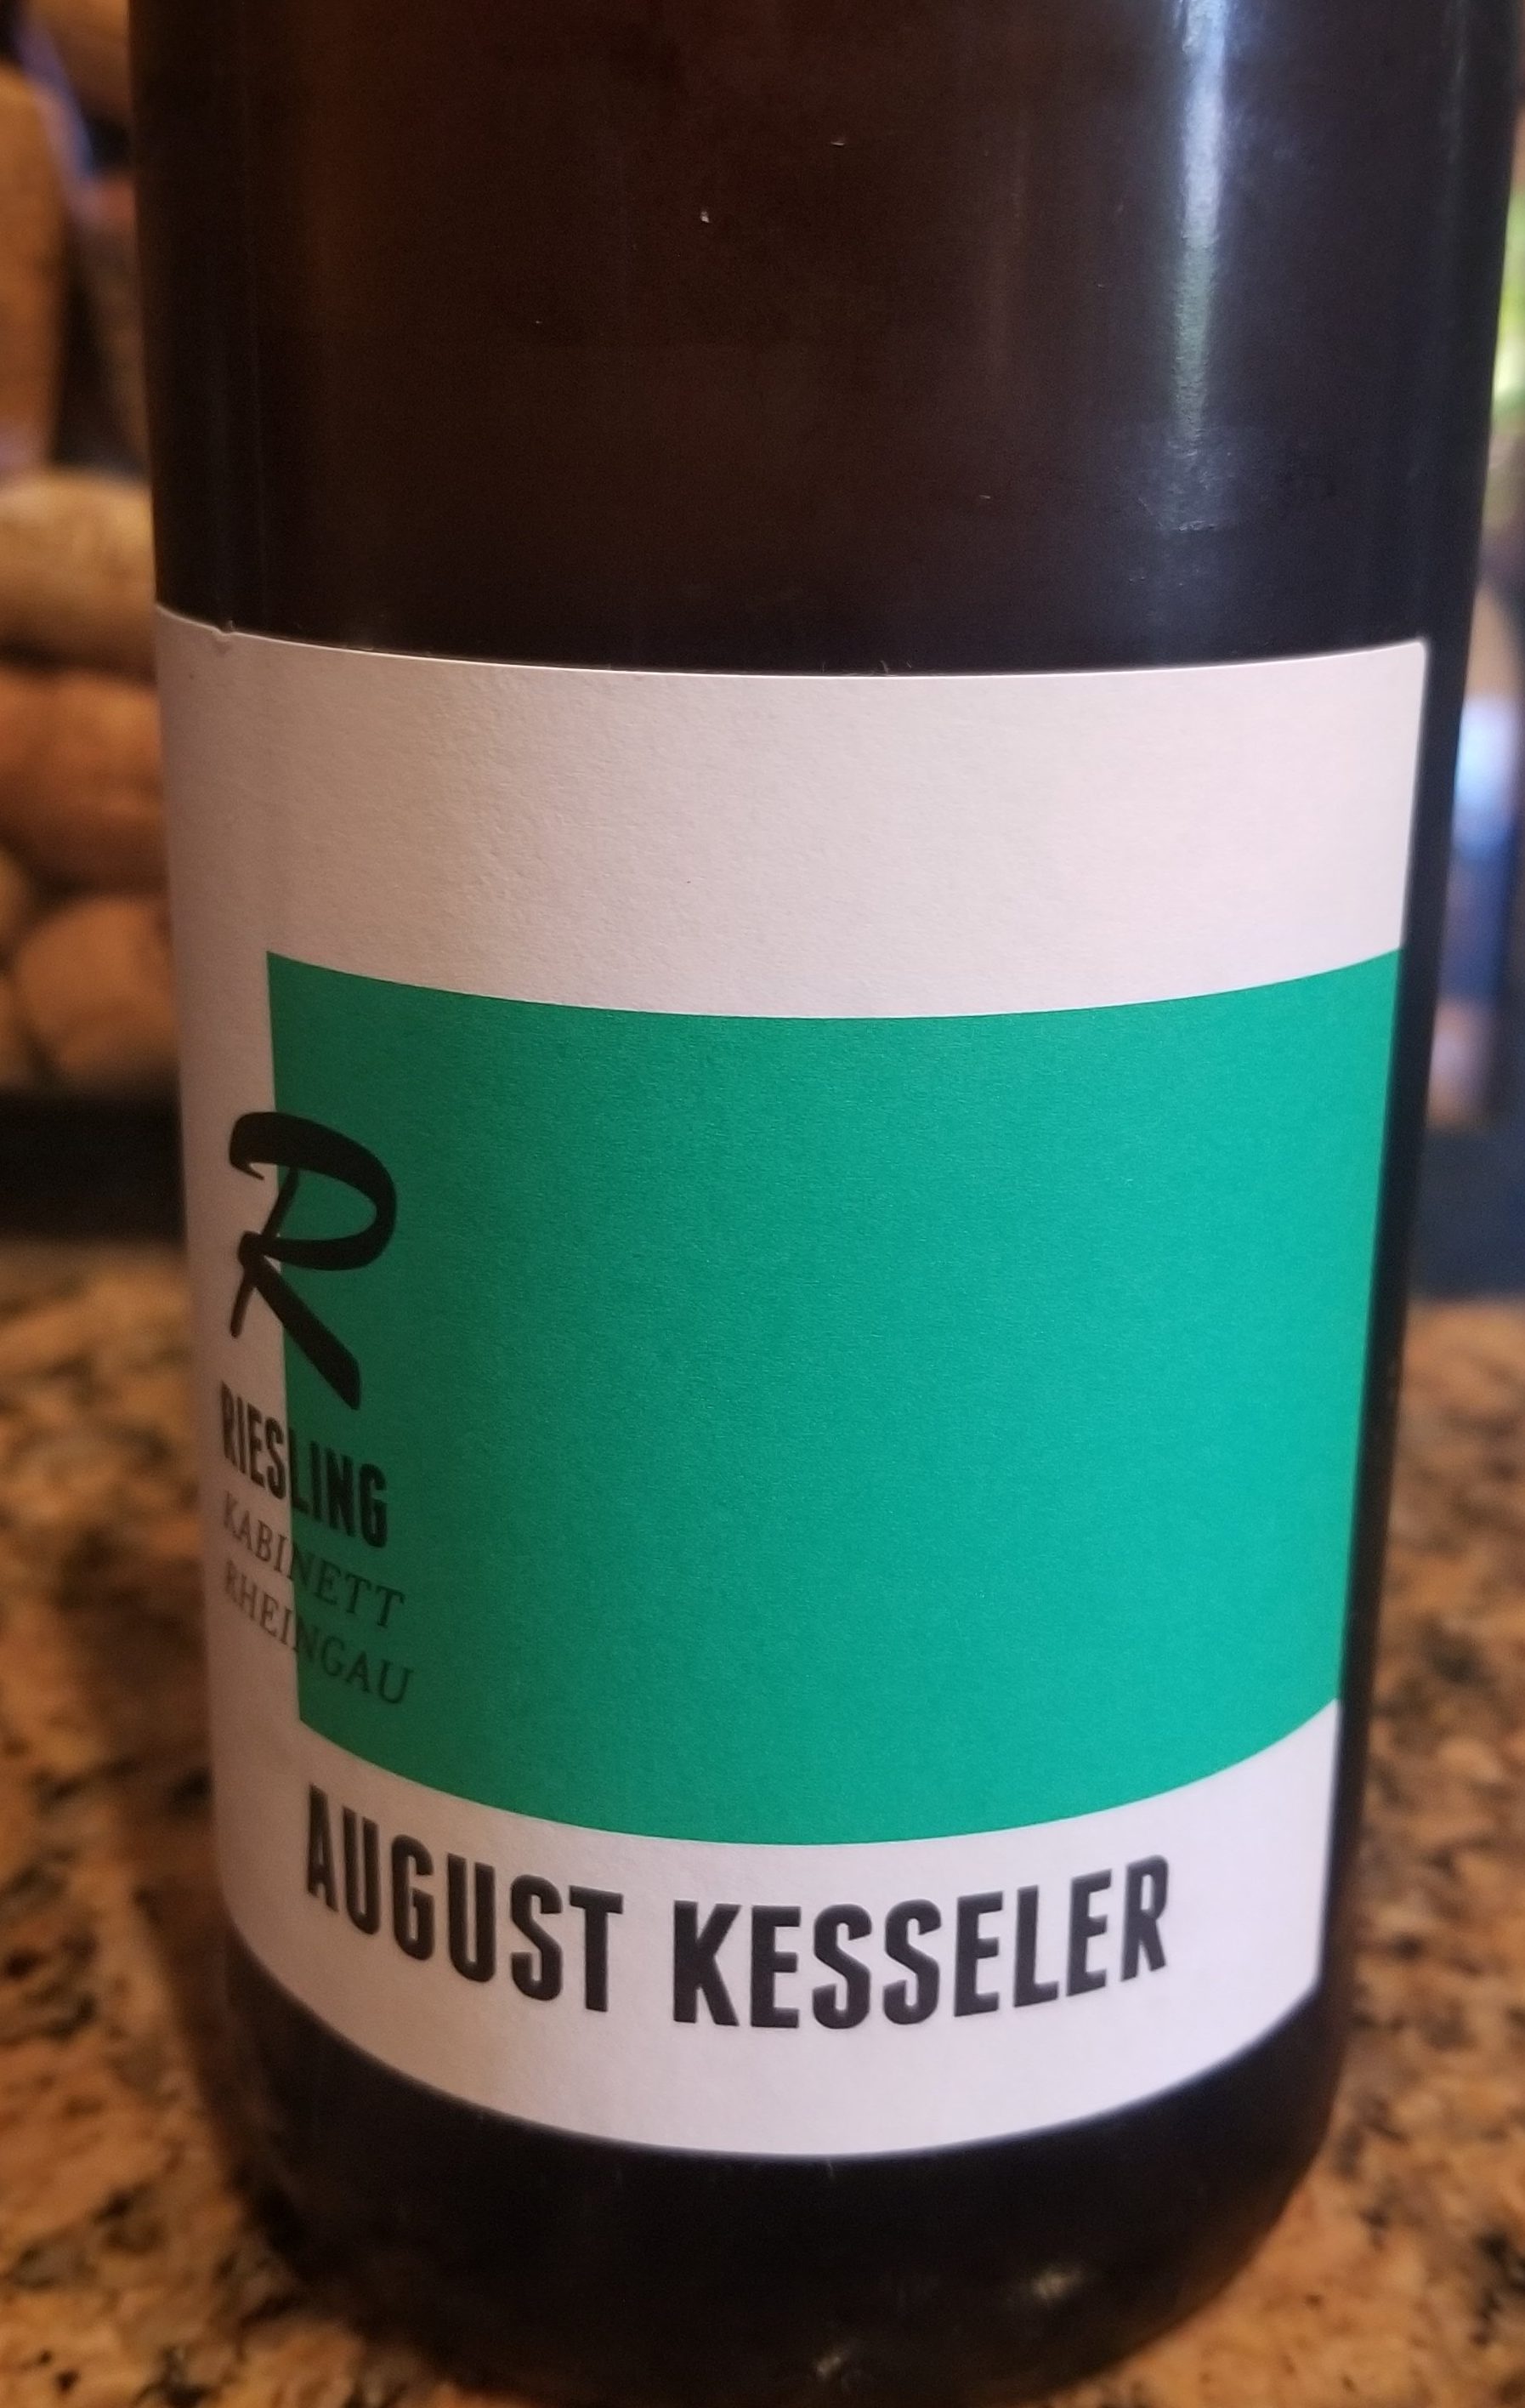 R
RIESLING
KABINETT
RHEINGAU
AUGUST KESSELER